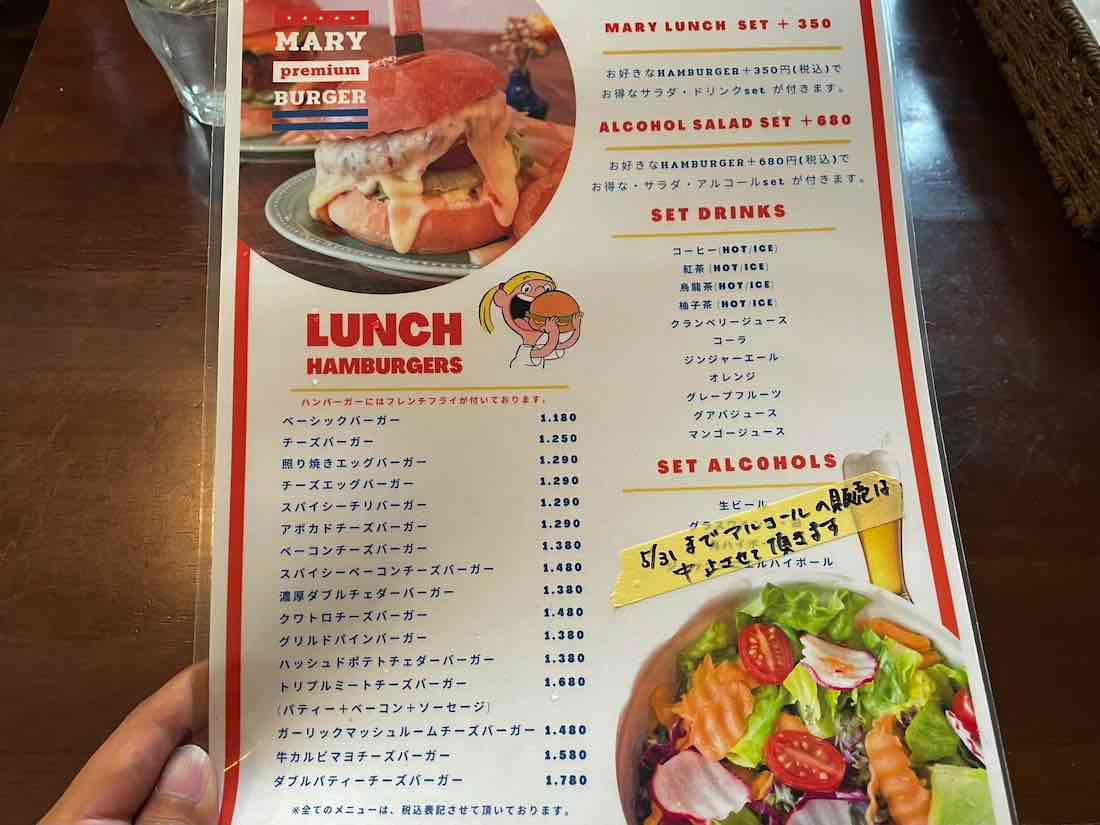 MARY
premium
BURGER
MARY LUNCH SET + 350
お好きなHAMBURGER+350円(税込)で
お得なサラダ・ドリンクset が付きます。
ALCOHOL SALAD SET +680
お好きなHAMBURGER+680円(税込)で
お得な・サラダ・アルコールset が付きます。
SET DRINKS
コーヒー(HOT/ICE)
紅茶 (HOT/ICE)
烏龍茶(HOT/ICE)
柚子茶 (HOT/ICE)
クランベリージュース
コーラ
ジンジャーエール
オレンジ
グレープフルーツ
グアバジュース
マンゴージュース
SET ALCOHOLS
生ビール
5/31までアルコールの販売は
中止させて頂きます
ルハイボール
LUNCH
HAMBURGERS
ハンバーガーにはフレンチフライが付いております。
ベーシックバーガー 1.180
チーズバーガー 1.250
照り焼きエッグバーガー 1.290
チーズエッグバーガー 1.290
スパイシーチリバーガー 1.290
アボカドチーズバーガー 1.290
ベーコンチーズバーガー 1.380
スパイシーベーコンチーズバーガー 1.480
濃厚ダブルチェダーバーガー 1.380
クワトロチーズバーガー 1.480
グリルドパインバーガー 1.380
ハッシュドポテトチェダーバーガー 1.380
トリプルミートチーズバーガー 1.680
(パティー+ベーコン+ソーセージ)
ガーリックマッシュルームチーズバーガー 1.480
牛カルビマヨチーズバーガー 1.580
ダブルパティーチーズバーガー 1.780
※全てのメニューは、税込表記させて頂いております。